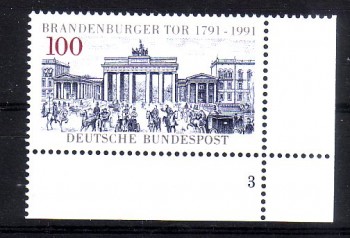 BRANDENBURGER TOR 1791-1991
100
DEUTSCHE BUNDESPOST
3